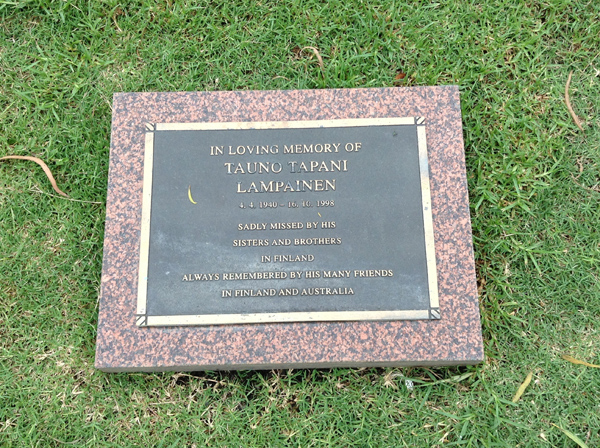 IN LOVING MEMORY OF
TAUNO TAPANI
LAMPAINEN
4. 4. 1940 - 16. 10. 1998
SADLY MISSED BY HIS
SISTERS AND BROTHERS
IN FINLAND
ALWAYS REMEMBERED BY HIS MANY FRIENDS
IN FINLAND AND AUSTRALIA